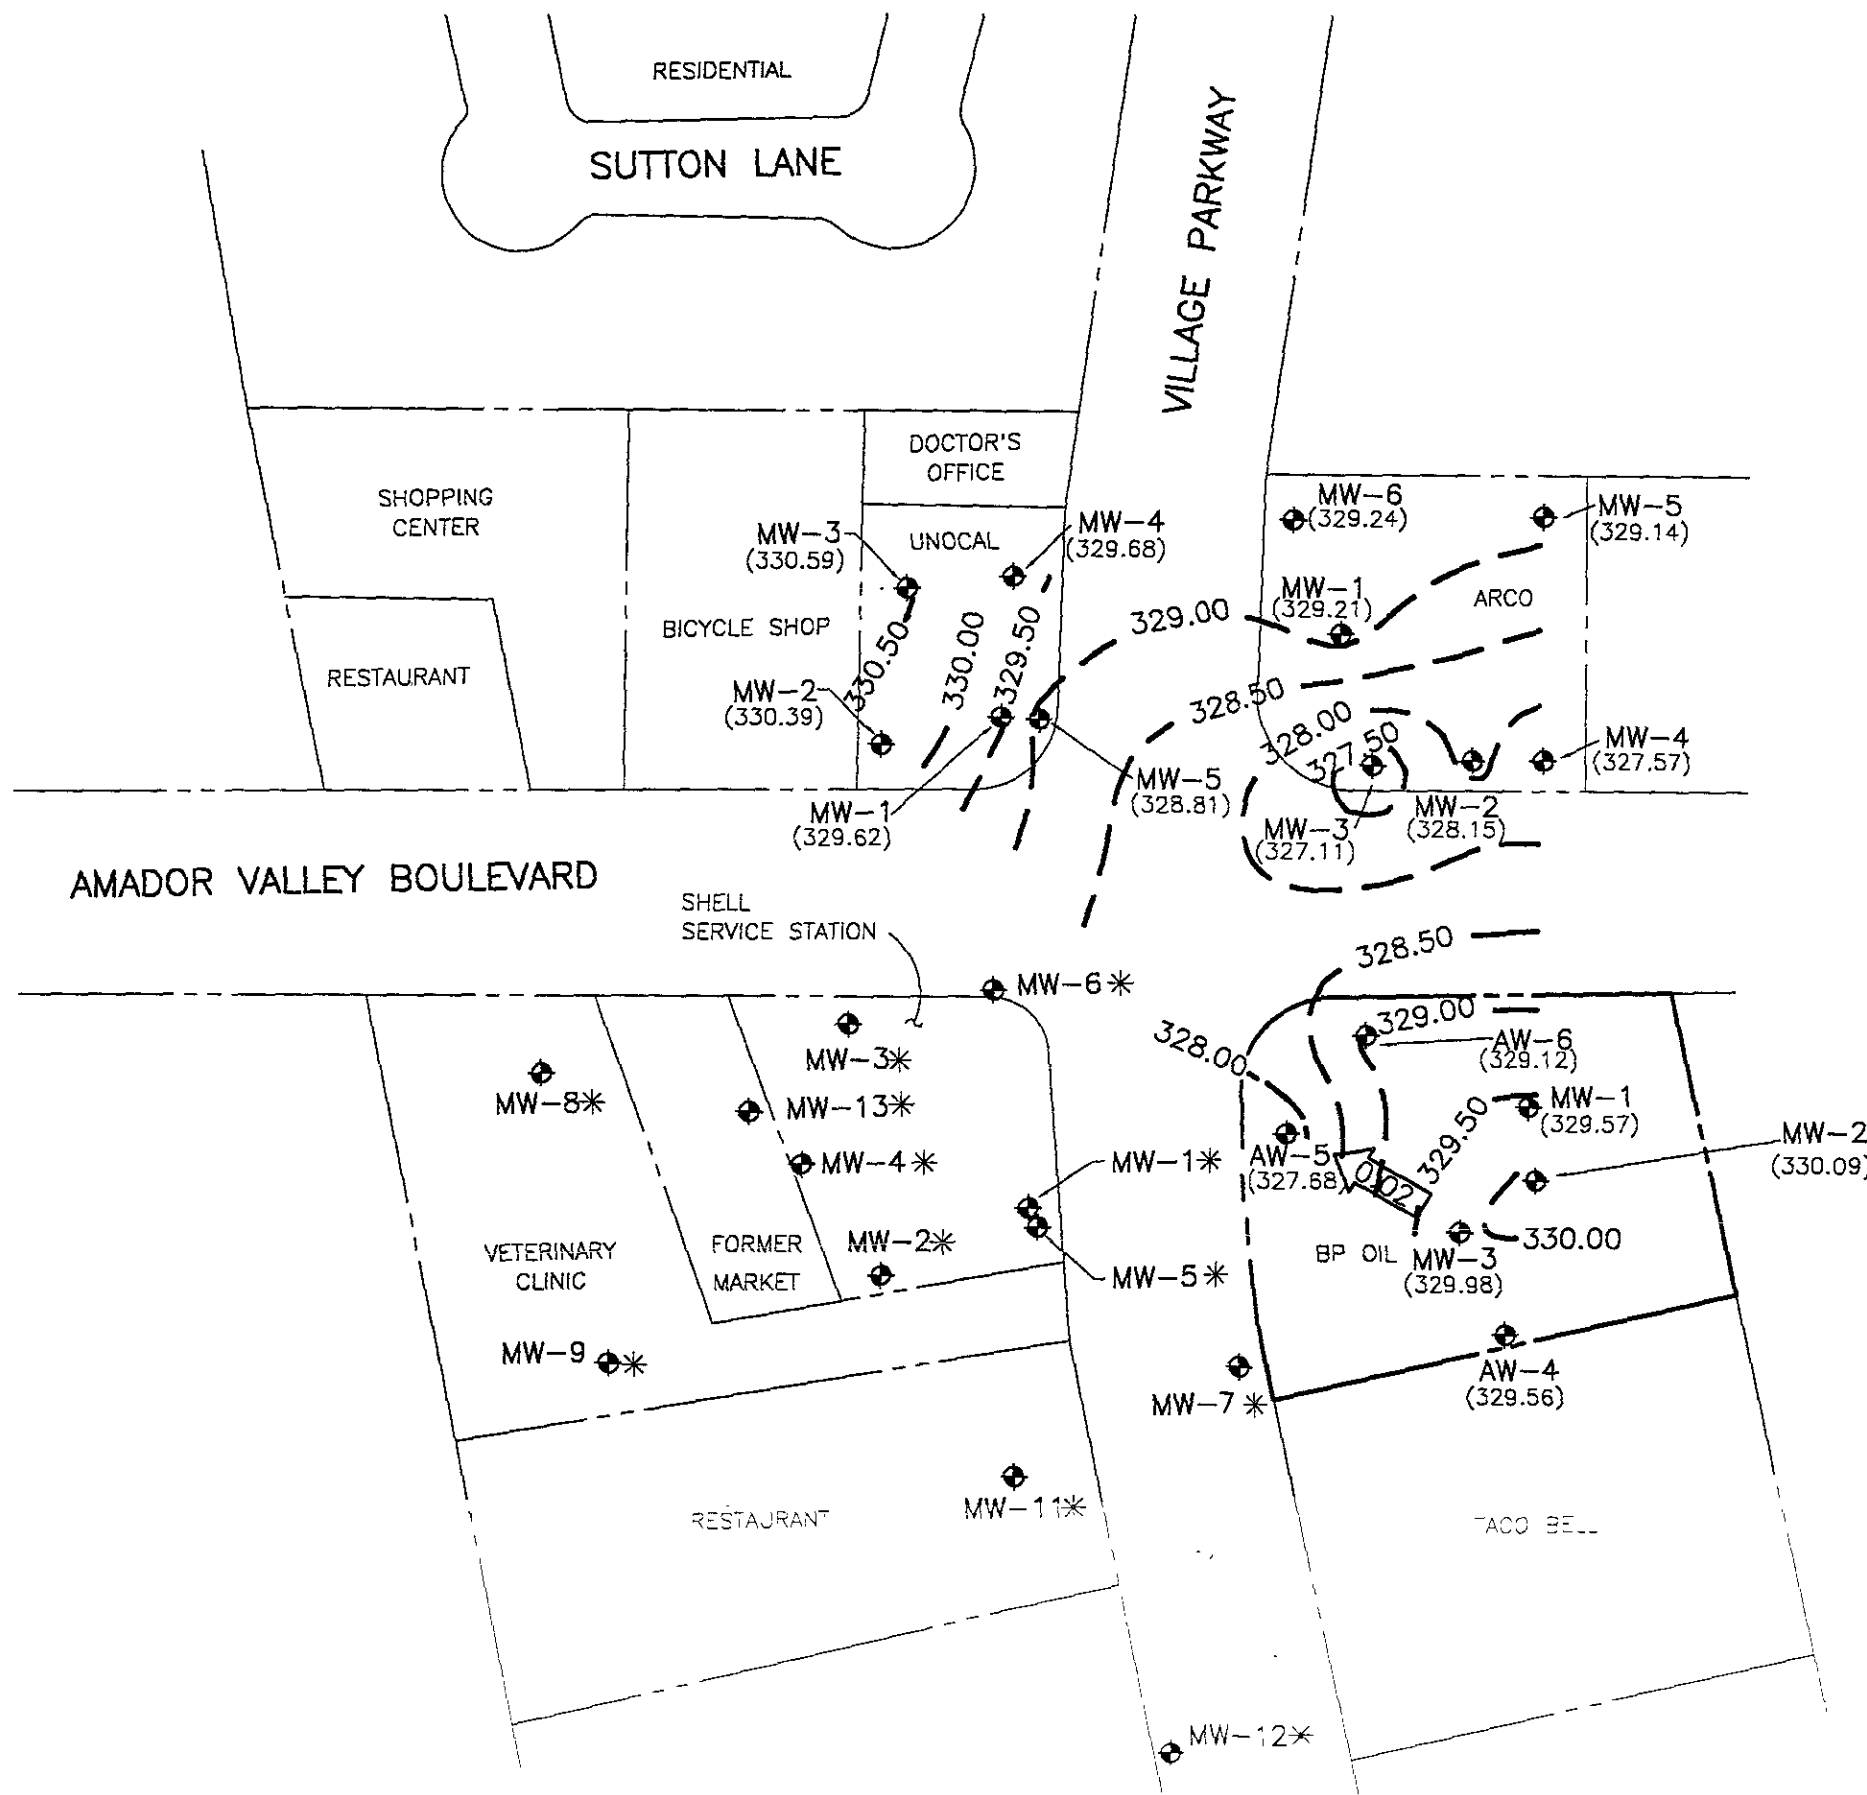 RESIDENTIAL
SUTTON LANE
VILLAGE PARKWAY
DOCTOR'S
OFFICE
SHOPPING
CENTER
MW-6
(329.24)
MW-5
(329.14)
MW-3
(330.59)
UNOCAL
MW-4
(329.68)
MW-1
(329.21)
ARCO
BICYCLE SHOP
330.50
330.00
329.50
329.00
RESTAURANT
MW-2
(330.39)
328.50
328.00
327.50
MW-4
(327.57)
MW-5
(328.81)
MW-1
(329.62)
MW-2
(328.15)
MW-3
(327.11)
AMADOR VALLEY BOULEVARD
SHELL
SERVICE STATION
328.50
MW-6*
329.00
328.00
AW-6
(329.12)
MW-3*
MW-8*
MW-13*
MW-1
(329.57)
329.50
MW-2
(330.09)
MW-4*
MW-1*
AW-5
(327.68)
0.02
VETERINARY
CLINIC
FORMER
MARKET
MW-2*
MW-5*
BP OIL
MW-3
(329.98)
330.00
MW-9*
AW-4
(329.56)
MW-7*
MW-11*
RESTAURANT
TACO BELL
MW-12*